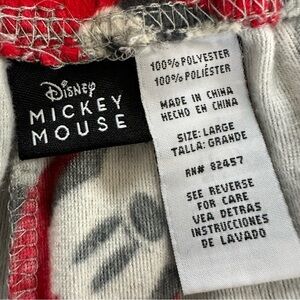 Disney
MICKEY
MOUSE
100% POLYESTER
100% POLIÉSTER
MADE IN CHINA
HECHO EN CHINA
SIZE: LARGE
TALLA: GRANDE
RN# 82457
SEE REVERSE
FOR CARE
VEA DETRAS
INSTRUCCIONES
DE LAVADO